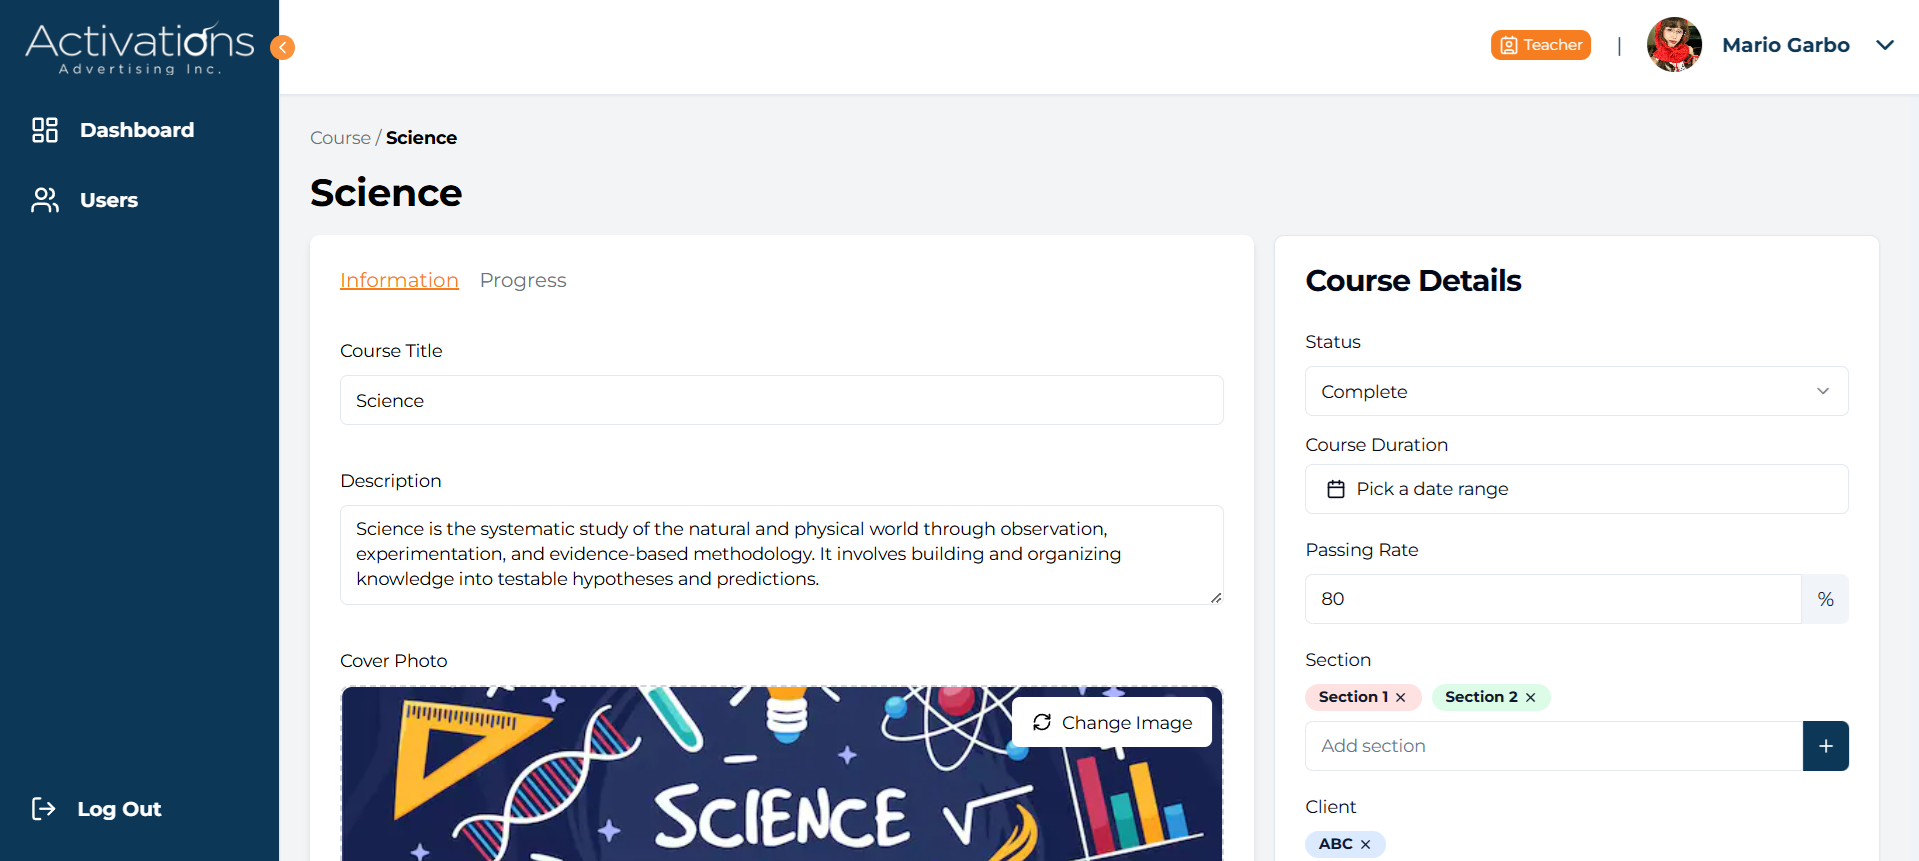 Activations
Advertising Inc.
Dashboard
Users
Log Out
Teacher
|
Mario Garbo
Course / Science
Science
Information
Progress
Course Title
Science
Description
Science is the systematic study of the natural and physical world through observation,
experimentation, and evidence-based methodology. It involves building and organizing
knowledge into testable hypotheses and predictions.
Cover Photo
Change Image
SCIENCE
Course Details
Status
Complete
Course Duration
Pick a date range
Passing Rate
80
%
Section
Section 1 ×
Section 2 ×
Add section
+
Client
ABC ×